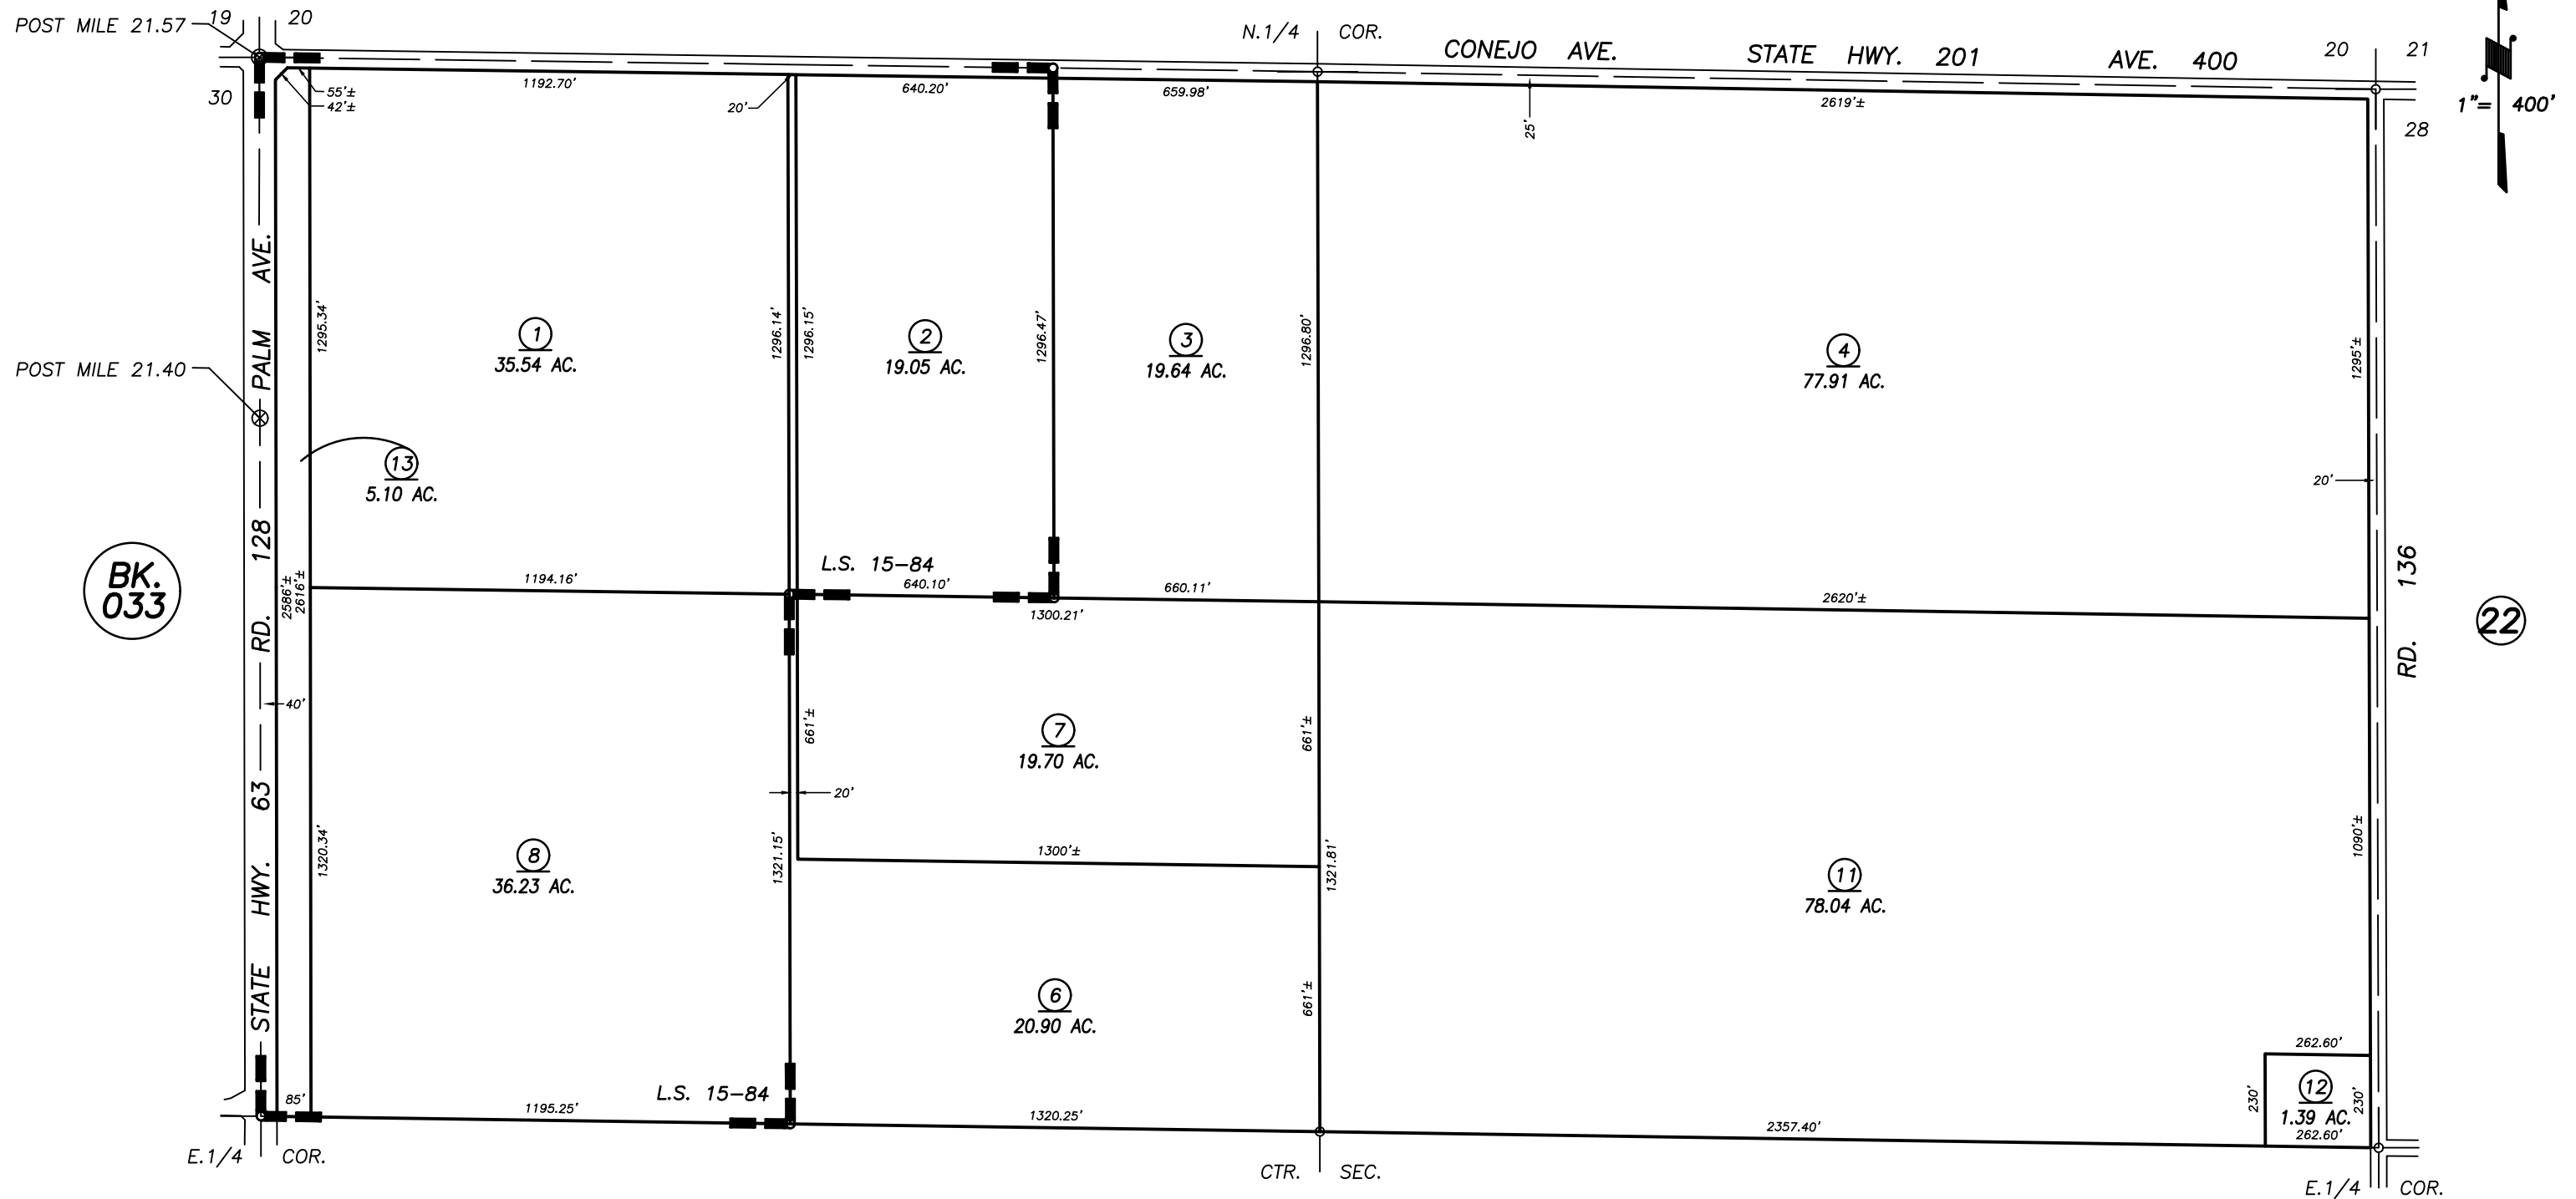 POST MILE 21.57
19 20
N.1/4 COR.
CONEJO AVE. STATE HWY. 201 AVE. 400
20 21
30
28
1"= 400'
55'±
42'±
1192.70'
20'
640.20'
659.98'
25'
2619'±
STATE HWY. 63 RD. 128 PALM AVE.
POST MILE 21.40
1295.34'
1
35.54 AC.
1296.14'
1296.15'
2
19.05 AC.
1296.47'
3
19.64 AC.
1296.80'
4
77.91 AC.
1295'±
20'
13
5.10 AC.
BK.
033
2586'±
2616'±
1194.16'
L.S. 15-84
640.10'
660.11'
1300.21'
2620'±
RD. 136
22
40'
661'±
7
19.70 AC.
661'±
20'
1320.34'
8
36.23 AC.
1321.15'
1300'±
1321.81'
11
78.04 AC.
1090'±
6
20.90 AC.
661'±
262.60'
230'
12
1.39 AC.
230'
262.60'
85'
1195.25'
L.S. 15-84
1320.25'
2357.40'
E.1/4 COR.
CTR. SEC.
E.1/4 COR.